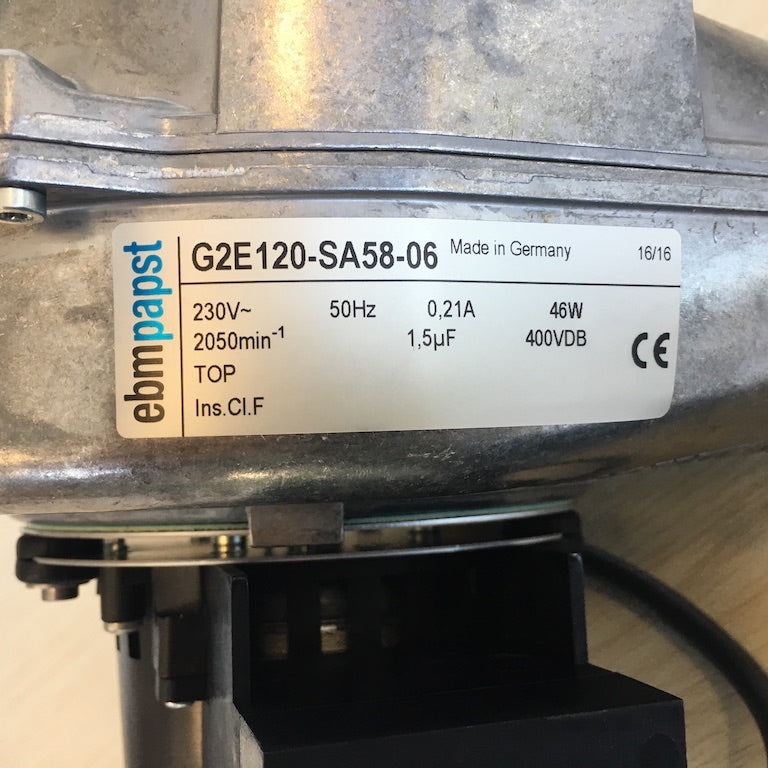 ebmpapst
G2E120-SA58-06 Made in Germany 16/16
230V~ 50Hz 0,21A 46W
2050min-1 1,5µF 400VDB
TOP
Ins.Cl.F
CE